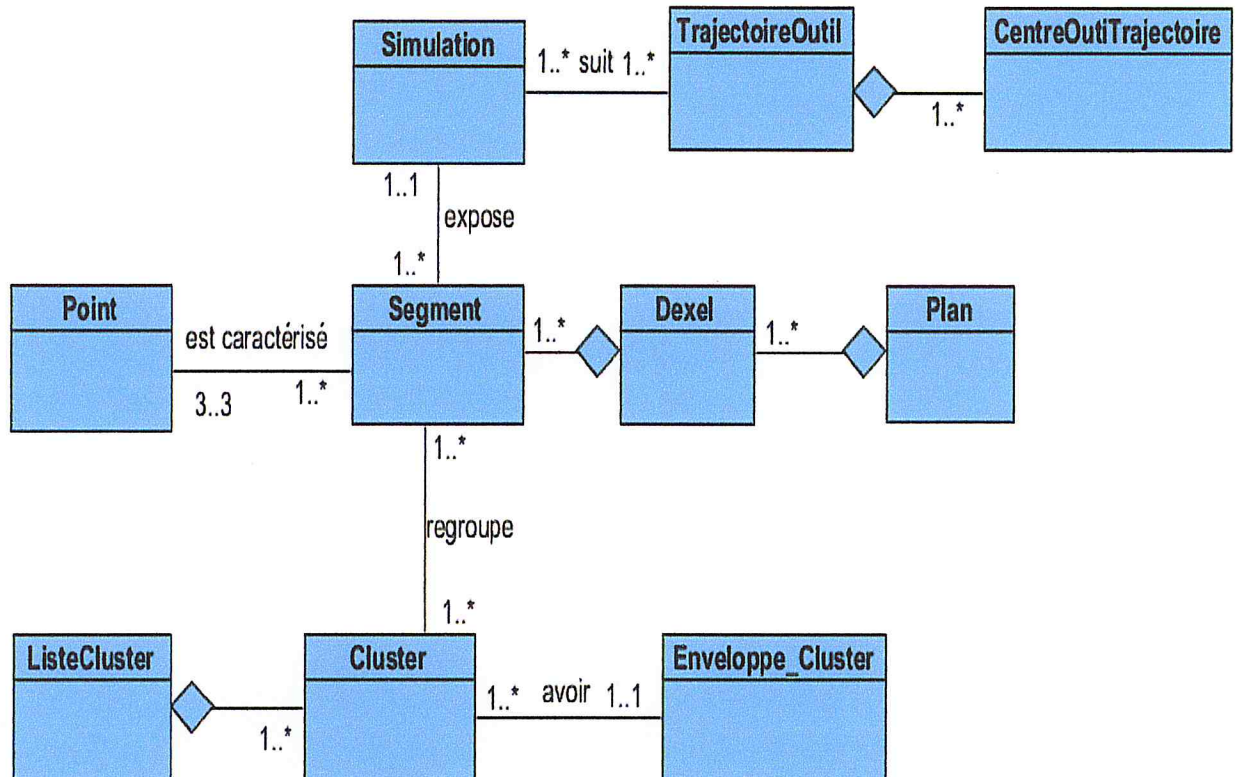 Simulation
TrajectoireOutil
CentreOutiTrajectoire
1..* suit 1..*
1..*
1..1
expose
1..*
Point
Segment
Dexel
Plan
est caractérisé
1..*
1..*
3..3
1..*
1..*
regroupe
1..*
ListeCluster
Cluster
Enveloppe_Cluster
1..* avoir 1..1
1..*